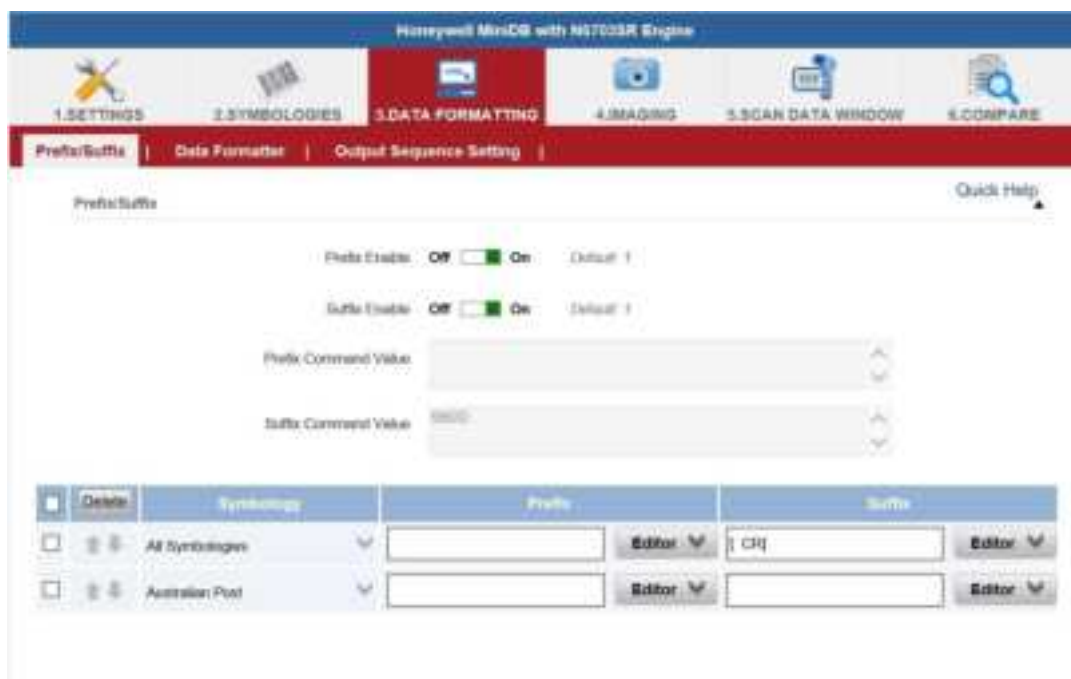 Honeywell MiniDB with N6703SR Engine
1.SETTINGS 2.SYMBOLOGIES 3.DATA FORMATTING 4.IMAGING 5.SCAN DATA WINDOW 6.COMPARE
Prefix/Suffix | Data Formatter | Output Sequence Setting |
Quick Help
Prefix/Suffix
Prefix Enable Off On Default 1
Suffix Enable Off On Default 1
Prefix Command Value
Suffix Command Value
Delete Symbology Prefix Suffix
All Symbologies Editor [ CR] Editor
Australian Post Editor Editor